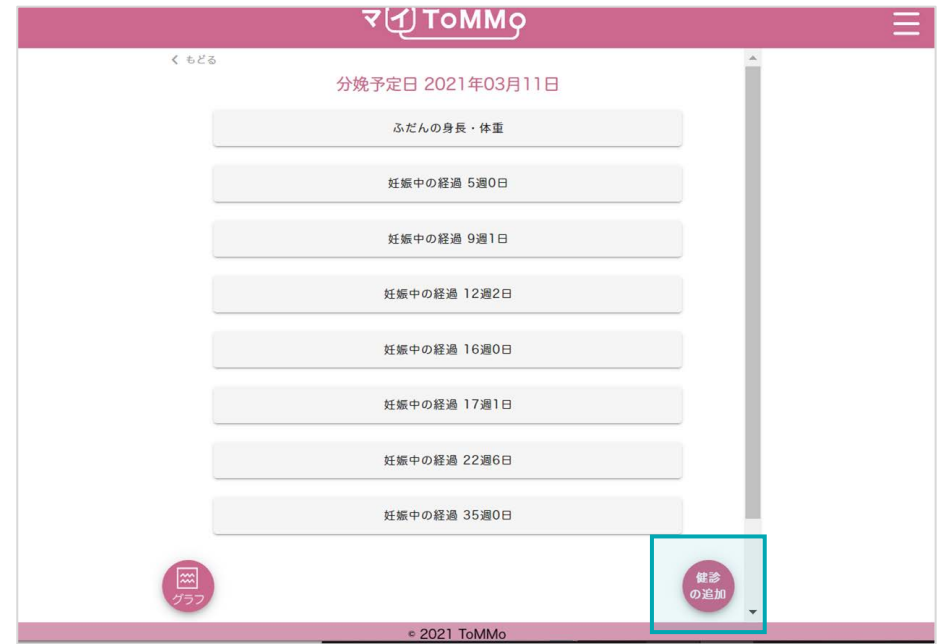 マイ ToMMo
もどる
分娩予定日 2021年03月11日
ふだんの身長・体重
妊娠中の経過 5週0日
妊娠中の経過 9週1日
妊娠中の経過 12週2日
妊娠中の経過 16週0日
妊娠中の経過 17週1日
妊娠中の経過 22週6日
妊娠中の経過 35週0日
グラフ
健診
の追加
© 2021 ToMMo